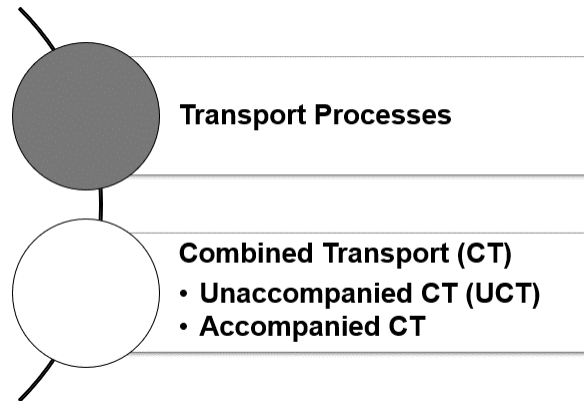 Transport Processes
Combined Transport (CT)
• Unaccompanied CT (UCT)
• Accompanied CT